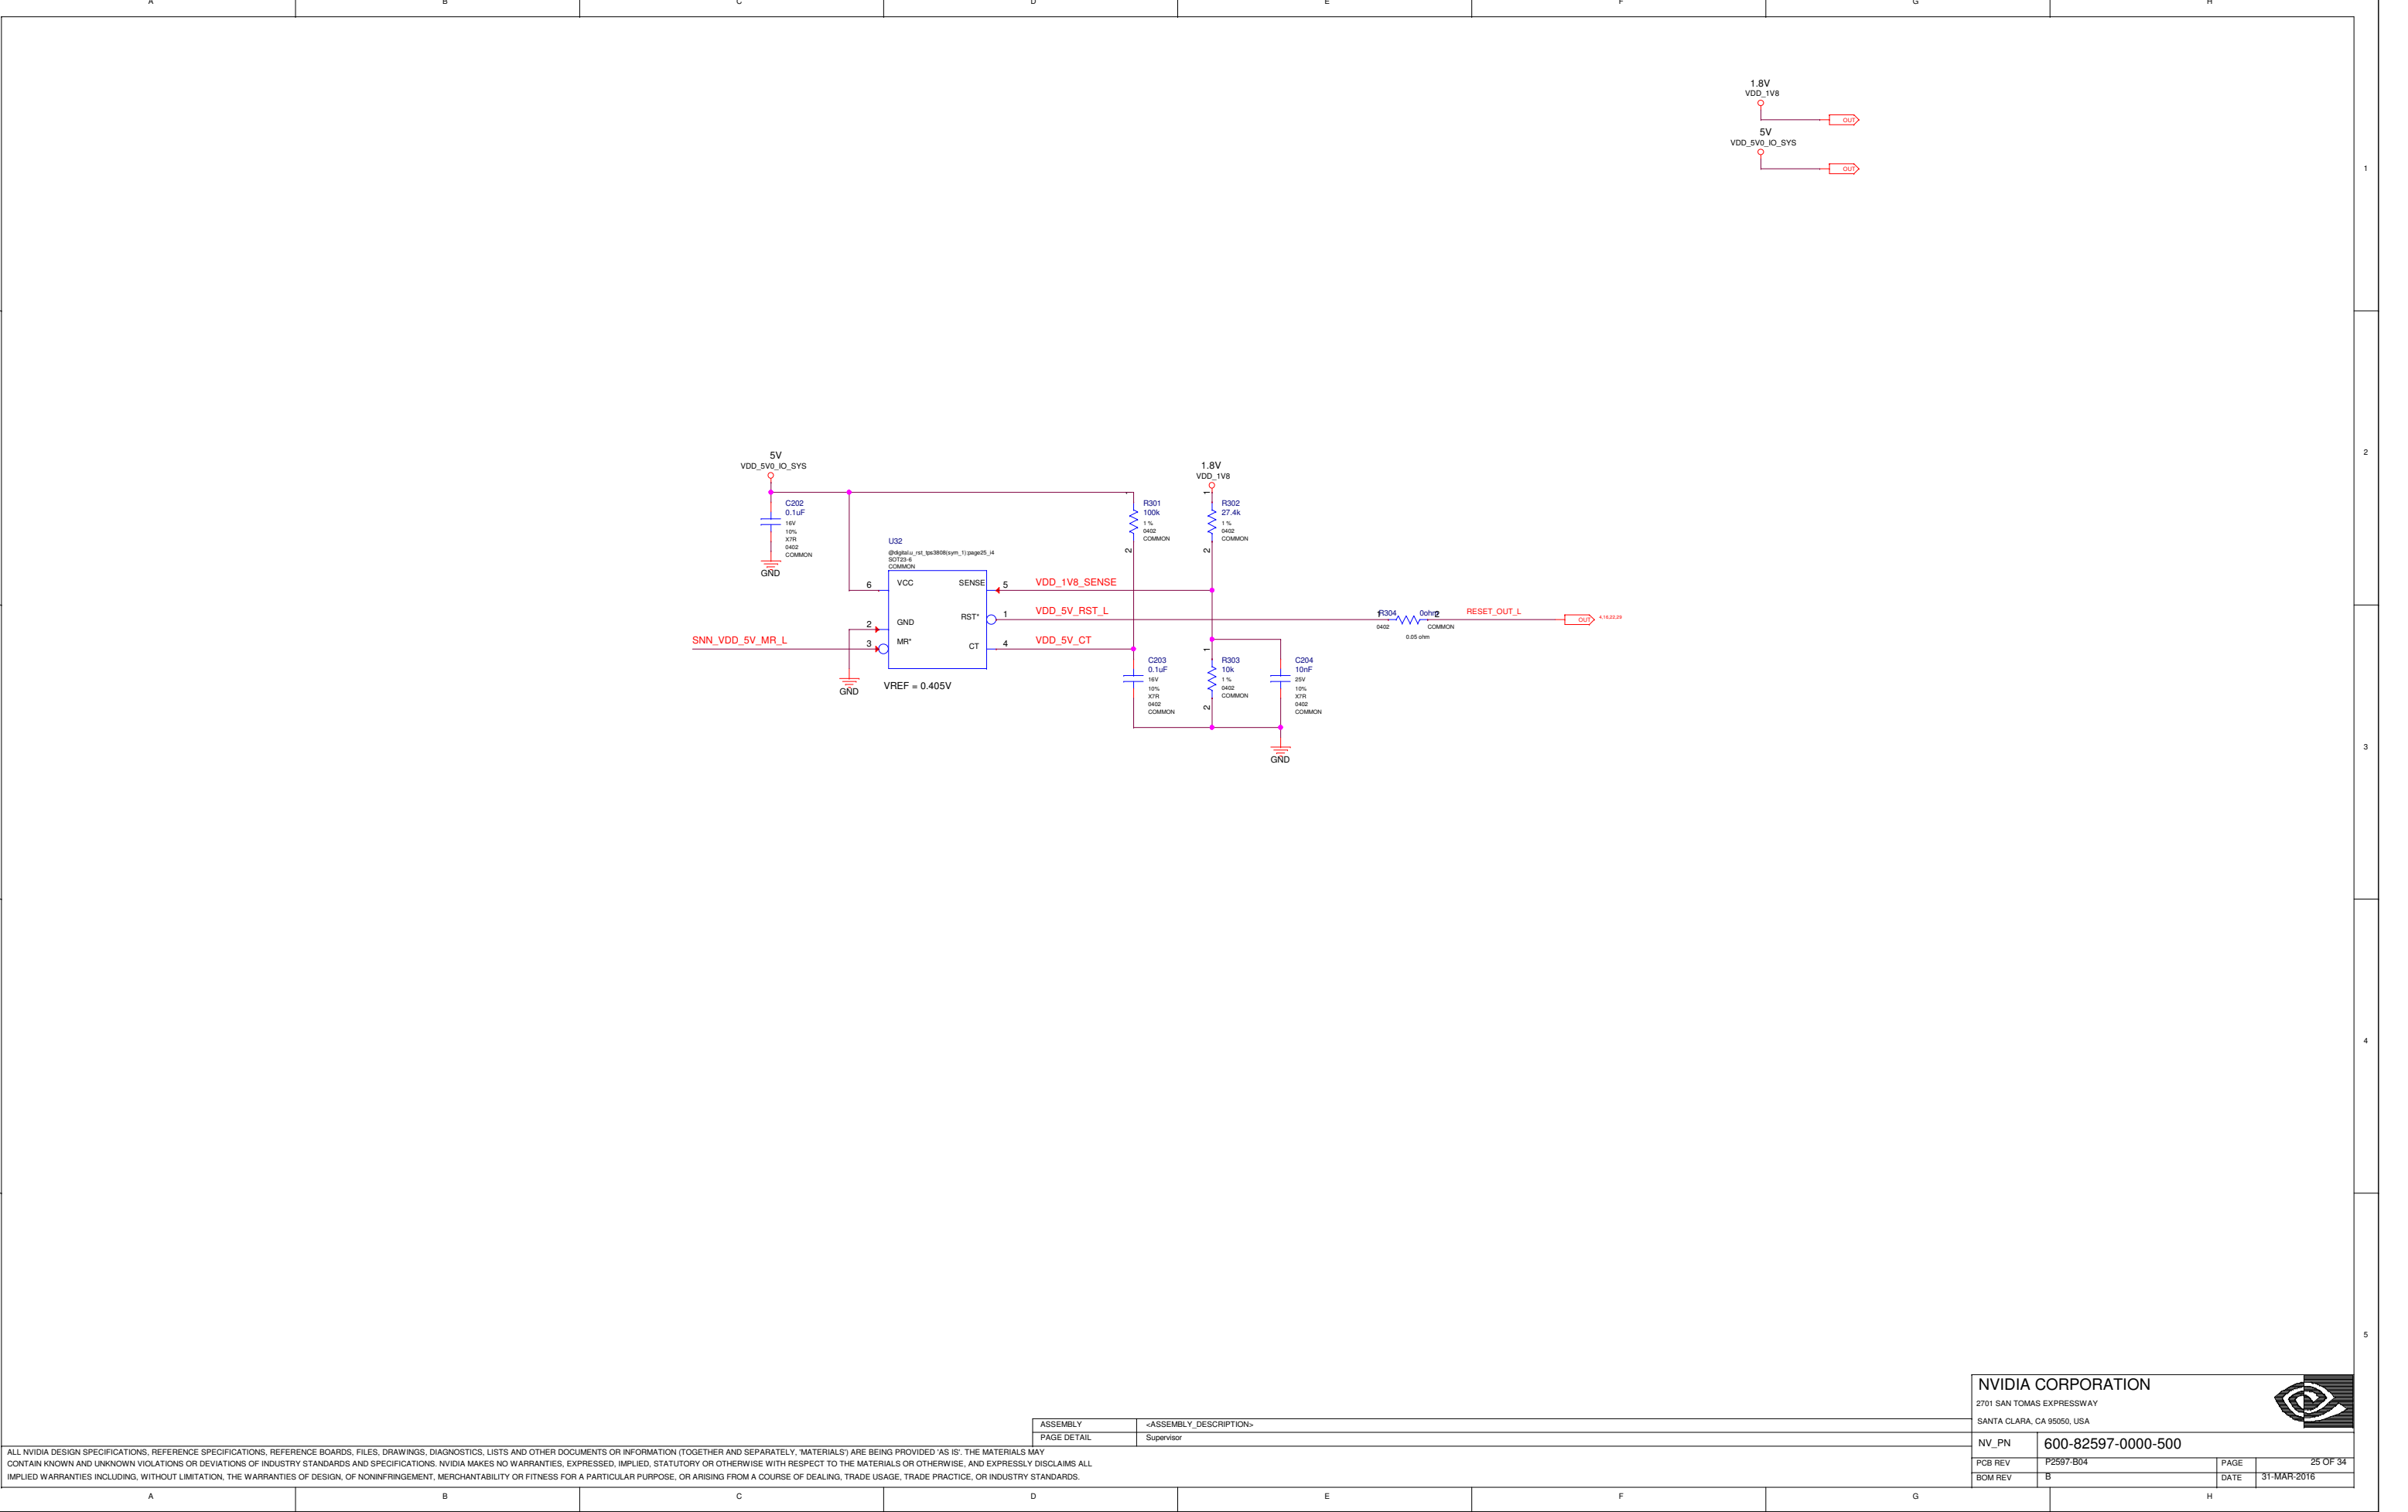 A B C D E F G H
1.8V
VDD_1V8
OUT
5V
VDD_5V0_IO_SYS
OUT
1
2
5V
VDD_5V0_IO_SYS
C202
0.1uF
16V
10%
X7R
0402
COMMON
GND
1.8V
VDD_1V8
1
R301
100k
1 %
0402
COMMON
2
R302
27.4k
1 %
0402
COMMON
2
U32
@digital.u_rst_tps3808(sym_1):page25_i4
SOT23-6
COMMON
6 VCC SENSE 5 VDD_1V8_SENSE
RST* 1 VDD_5V_RST_L
2 GND
SNN_VDD_5V_MR_L 3 MR* CT 4 VDD_5V_CT
GND
VREF = 0.405V
1 R304 0ohm 2
0402 COMMON
0.05 ohm
RESET_OUT_L
OUT
C203
0.1uF
16V
10%
X7R
0402
COMMON
1
R303
10k
1 %
0402
COMMON
2
C204
10nF
25V
10%
X7R
0402
COMMON
GND
3
4
5
ASSEMBLY <ASSEMBLY_DESCRIPTION>
PAGE DETAIL Supervisor
ALL NVIDIA DESIGN SPECIFICATIONS, REFERENCE SPECIFICATIONS, REFERENCE BOARDS, FILES, DRAWINGS, DIAGNOSTICS, LISTS AND OTHER DOCUMENTS OR INFORMATION (TOGETHER AND SEPARATELY, 'MATERIALS') ARE BEING PROVIDED 'AS IS'. THE MATERIALS MAY
CONTAIN KNOWN AND UNKNOWN VIOLATIONS OR DEVIATIONS OF INDUSTRY STANDARDS AND SPECIFICATIONS. NVIDIA MAKES NO WARRANTIES, EXPRESSED, IMPLIED, STATUTORY OR OTHERWISE WITH RESPECT TO THE MATERIALS OR OTHERWISE, AND EXPRESSLY DISCLAIMS ALL
IMPLIED WARRANTIES INCLUDING, WITHOUT LIMITATION, THE WARRANTIES OF DESIGN, OF NONINFRINGEMENT, MERCHANTABILITY OR FITNESS FOR A PARTICULAR PURPOSE, OR ARISING FROM A COURSE OF DEALING, TRADE USAGE, TRADE PRACTICE, OR INDUSTRY STANDARDS.
NVIDIA CORPORATION
2701 SAN TOMAS EXPRESSWAY
SANTA CLARA, CA 95050, USA
NV_PN 600-82597-0000-500
PCB REV P2597-B04 PAGE 25 OF 34
BOM REV B DATE 31-MAR-2016
A B C D E F G H